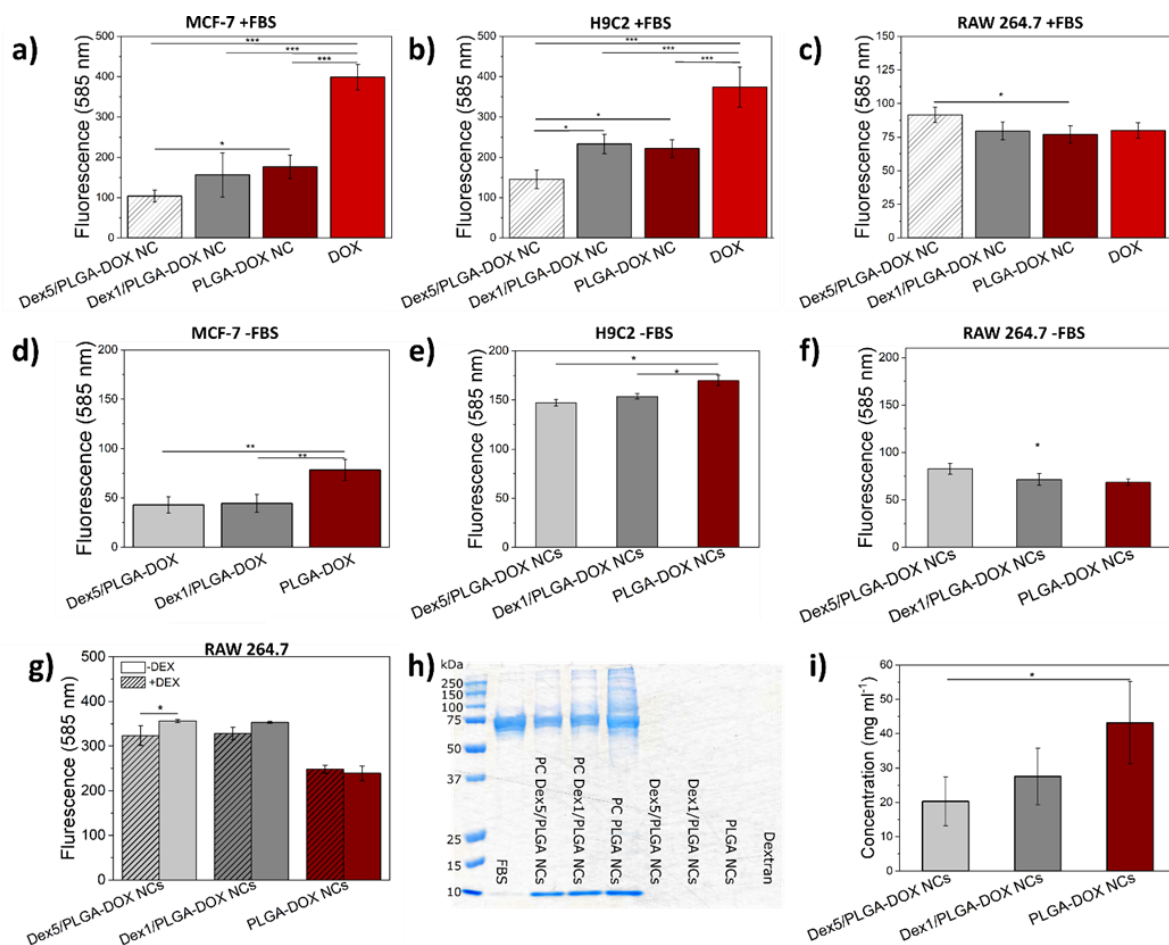 a)
MCF-7 +FBS
Fluorescence (585 nm)
500
400
300
200
100
0
***
***
***
*
Dex5/PLGA-DOX NC
Dex1/PLGA-DOX NC
PLGA-DOX NC
DOX
b)
H9C2 +FBS
Fluorescence (585 nm)
500
400
300
200
100
0
***
***
***
*
*
Dex5/PLGA-DOX NC
Dex1/PLGA-DOX NC
PLGA-DOX NC
DOX
c)
RAW 264.7 +FBS
Fluorescence (585 nm)
150
125
100
75
50
25
0
*
Dex5/PLGA-DOX NC
Dex1/PLGA-DOX NC
PLGA-DOX NC
DOX
d)
MCF-7 -FBS
Fluorescence (585 nm)
200
150
100
50
0
**
**
Dex5/PLGA-DOX
Dex1/PLGA-DOX
PLGA-DOX
e)
H9C2 -FBS
Fluorescence (585 nm)
200
150
100
50
0
*
*
Dex5/PLGA-DOX NCs
Dex1/PLGA-DOX NCs
PLGA-DOX NCs
f)
RAW 264.7 -FBS
Fluorescence (585 nm)
200
150
100
50
0
*
Dex5/PLGA-DOX NCs
Dex1/PLGA-DOX NCs
PLGA-DOX NCs
g)
RAW 264.7
Flurescence (585 nm)
500
400
300
200
100
0
-DEX
+DEX
*
Dex5/PLGA-DOX NCs
Dex1/PLGA-DOX NCs
PLGA-DOX NCs
h)
kDa
250
150
100
75
50
37
25
15
10
FBS
PC Dex5/PLGA NCs
PC Dex1/PLGA NCs
PC PLGA NCs
Dex5/PLGA NCs
Dex1/PLGA NCs
PLGA NCs
Dextran
i)
Concentration (mg ml-1)
60
50
40
30
20
10
0
*
Dex5/PLGA-DOX NCs
Dex1/PLGA-DOX NCs
PLGA-DOX NCs